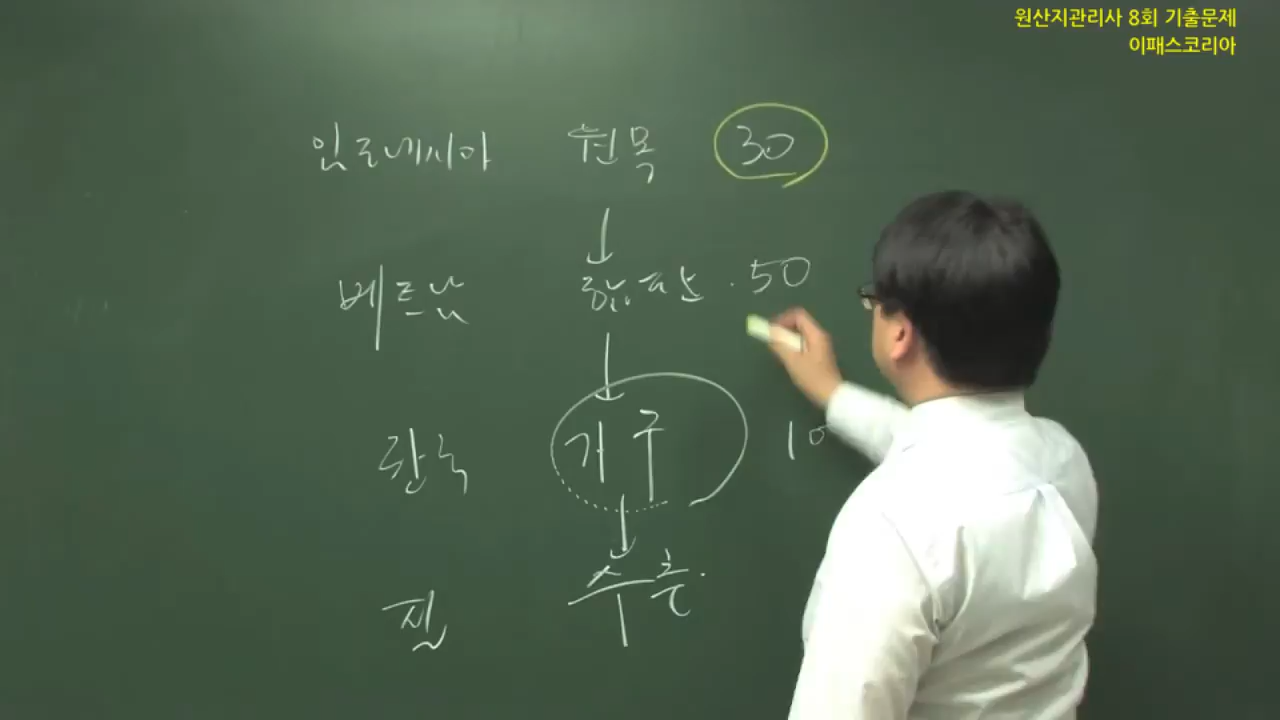 원산지관리사 8회 기출문제
이패스코리아
인도네시아 원목 30
베트남 합판 . 50
한국 가구 10
칠 수출